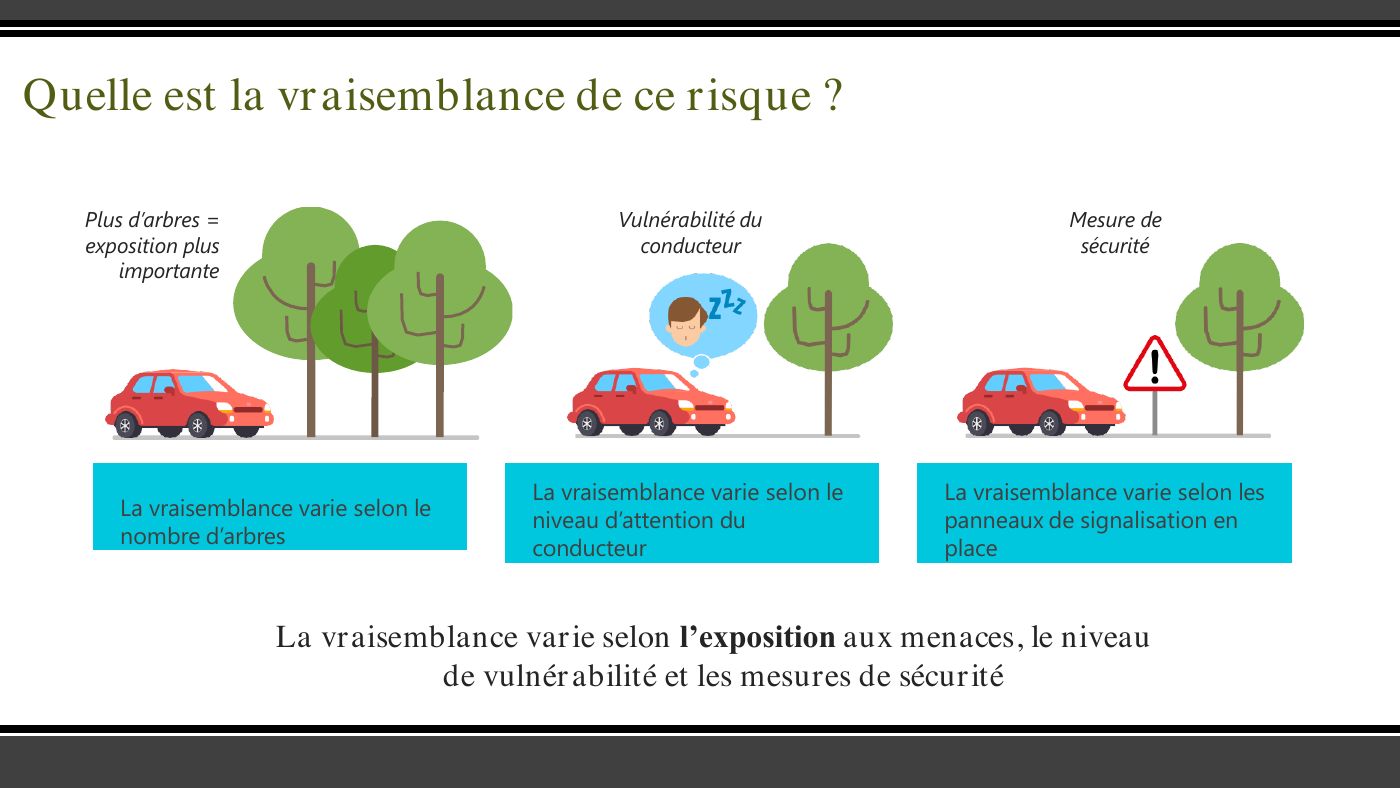 Quelle est la vraisemblance de ce risque ?
Plus d’arbres =
exposition plus
importante
Vulnérabilité du
conducteur
Mesure de
sécurité
zzz
!
La vraisemblance varie selon le
nombre d’arbres
La vraisemblance varie selon le
niveau d’attention du
conducteur
La vraisemblance varie selon les
panneaux de signalisation en
place
La vraisemblance varie selon l’exposition aux menaces, le niveau
de vulnérabilité et les mesures de sécurité